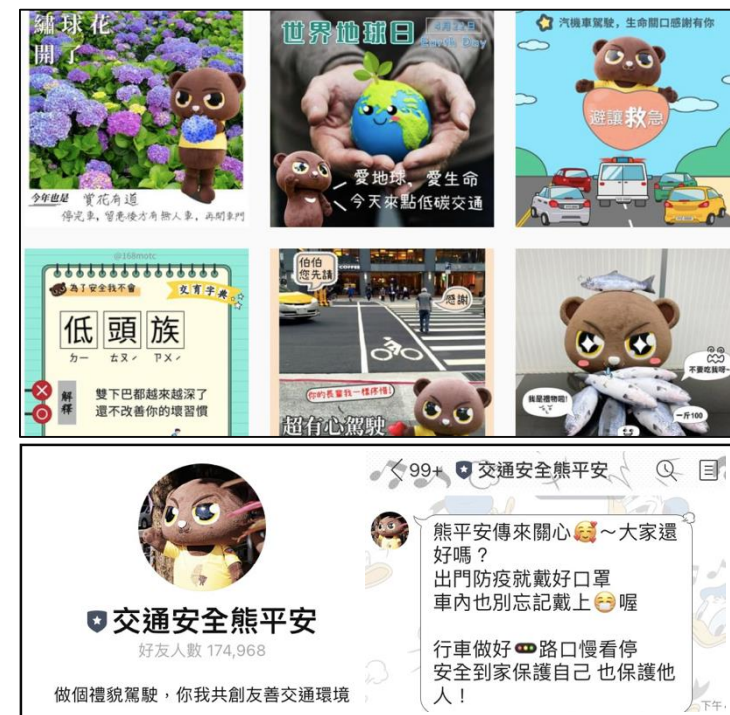 繡球花
開了
今年也是 賞花有道
停完車,留意後方有無人車,再開車門
世界地球日
4月22日
Earth Day
愛地球、愛生命
今天來點低碳交通
汽機車駕駛,生命關口感謝有你
避讓救急
@168motc
為了安全我不會
交育字典
低頭族
ㄉㄧ ㄊㄡˊ ㄗㄨˊ
解釋
雙下巴都越來越深了
還不改善你的壞習慣
伯伯
您先請
COFFEE
感謝
你的長輩我一樣疼惜!
超有心駕駛
不要吃我呀~
我是禮物啦!
一斤100
交通安全熊平安
好友人數 174,968
做個禮貌駕駛,你我共創友善交通環境
99+ 交通安全熊平安
熊平安傳來關心🥰~大家還
好嗎?
出門防疫就戴好口罩
車內也別忘記戴上😷喔
行車做好🚥路口慢看停
安全到家保護自己 也保護他
人!
下午